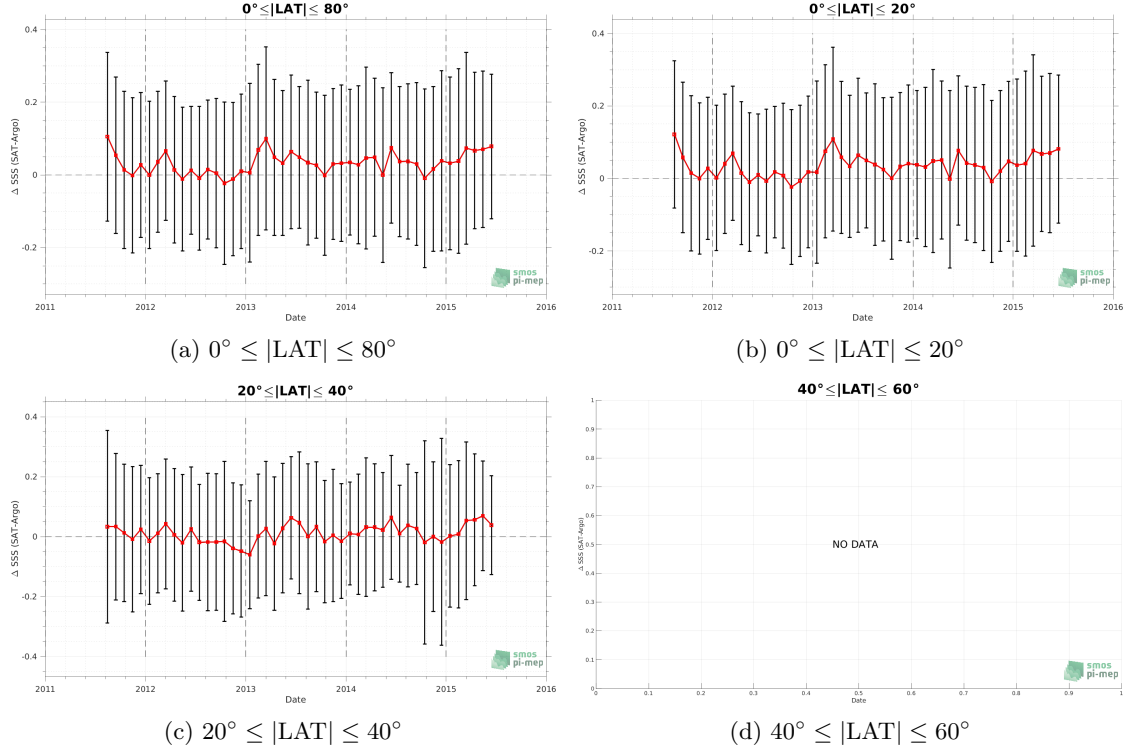 0°≤|LAT|≤ 80°
0.4
0.2
0
-0.2
Δ SSS (SAT-Argo)
2011
2012
2013
2014
2015
2016
Date
smos
pi-mep
(a) 0° ≤ |LAT| ≤ 80°
0°≤|LAT|≤ 20°
0.4
0.2
0
-0.2
Δ SSS (SAT-Argo)
2011
2012
2013
2014
2015
2016
Date
smos
pi-mep
(b) 0° ≤ |LAT| ≤ 20°
20°≤|LAT|≤ 40°
0.4
0.2
0
-0.2
-0.4
Δ SSS (SAT-Argo)
2011
2012
2013
2014
2015
2016
Date
smos
pi-mep
(c) 20° ≤ |LAT| ≤ 40°
40°≤|LAT|≤ 60°
1
0.9
0.8
0.7
0.6
0.5
0.4
0.3
0.2
0.1
0
Δ SSS (SAT-Argo)
NO DATA
0
0.1
0.2
0.3
0.4
0.5
0.6
0.7
0.8
0.9
1
Date
smos
pi-mep
(d) 40° ≤ |LAT| ≤ 60°